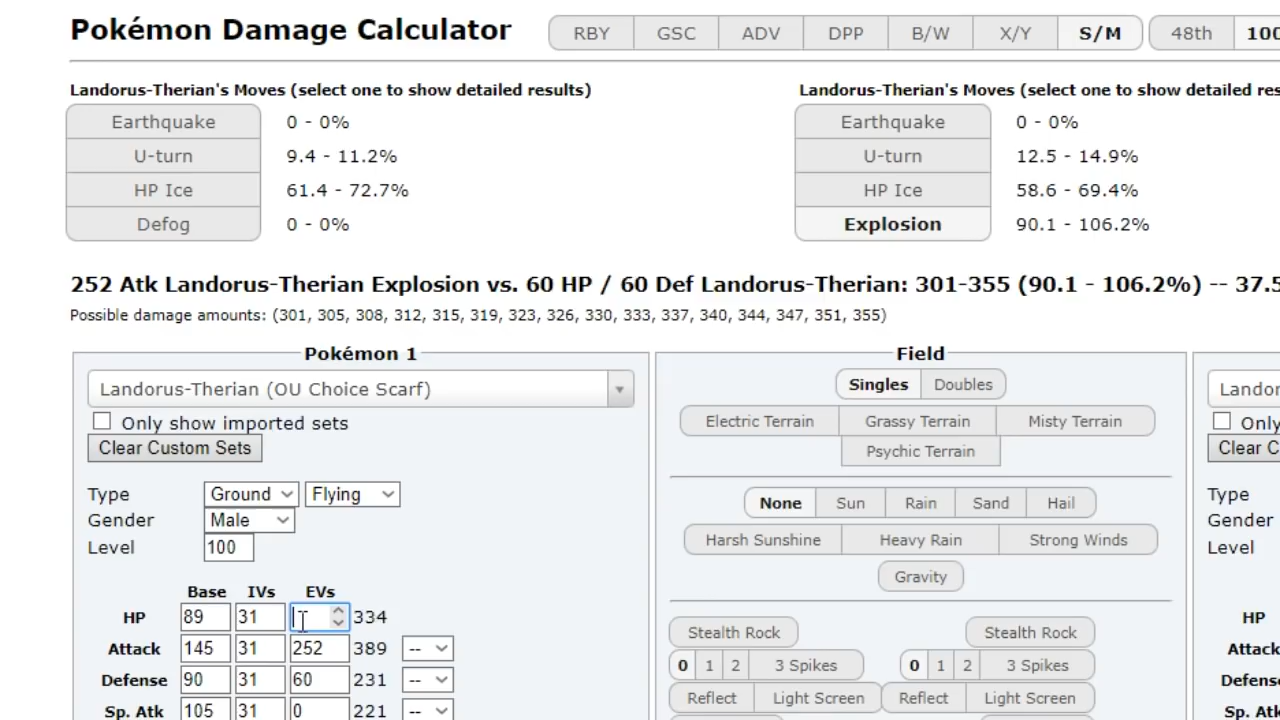 Pokémon Damage Calculator RBY GSC ADV DPP B/W X/Y S/M 48th 100
Landorus-Therian's Moves (select one to show detailed results)
Earthquake 0 - 0%
U-turn 9.4 - 11.2%
HP Ice 61.4 - 72.7%
Defog 0 - 0%
Landorus-Therian's Moves (select one to show detailed res
Earthquake 0 - 0%
U-turn 12.5 - 14.9%
HP Ice 58.6 - 69.4%
Explosion 90.1 - 106.2%
252 Atk Landorus-Therian Explosion vs. 60 HP / 60 Def Landorus-Therian: 301-355 (90.1 - 106.2%) -- 37.5
Possible damage amounts: (301, 305, 308, 312, 315, 319, 323, 326, 330, 333, 337, 340, 344, 347, 351, 355)
Pokémon 1
Landorus-Therian (OU Choice Scarf)
Only show imported sets
Clear Custom Sets
Type Ground Flying
Gender Male
Level 100
Base IVs EVs
HP 89 31 334
Attack 145 31 252 389 --
Defense 90 31 60 231 --
Sp. Atk 105 31 0 221 --
Field
Singles Doubles
Electric Terrain Grassy Terrain Misty Terrain
Psychic Terrain
None Sun Rain Sand Hail
Harsh Sunshine Heavy Rain Strong Winds
Gravity
Stealth Rock Stealth Rock
0 1 2 3 Spikes 0 1 2 3 Spikes
Reflect Light Screen Reflect Light Screen
Landor
Only
Clear C
Type
Gender
Level
HP
Attack
Defense
Sp. Atk